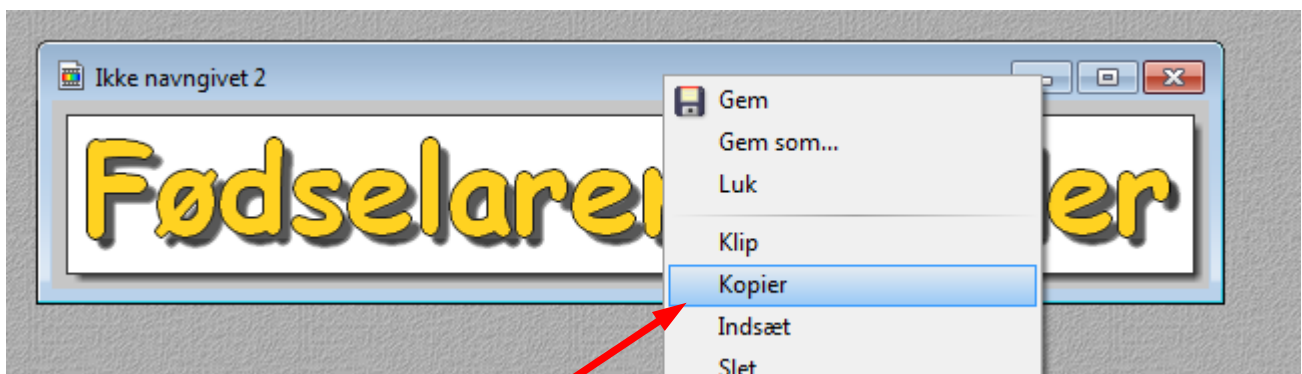 Ikke navngivet 2
Gem
Gem som...
Luk
Klip
Kopier
Indsæt
Slet